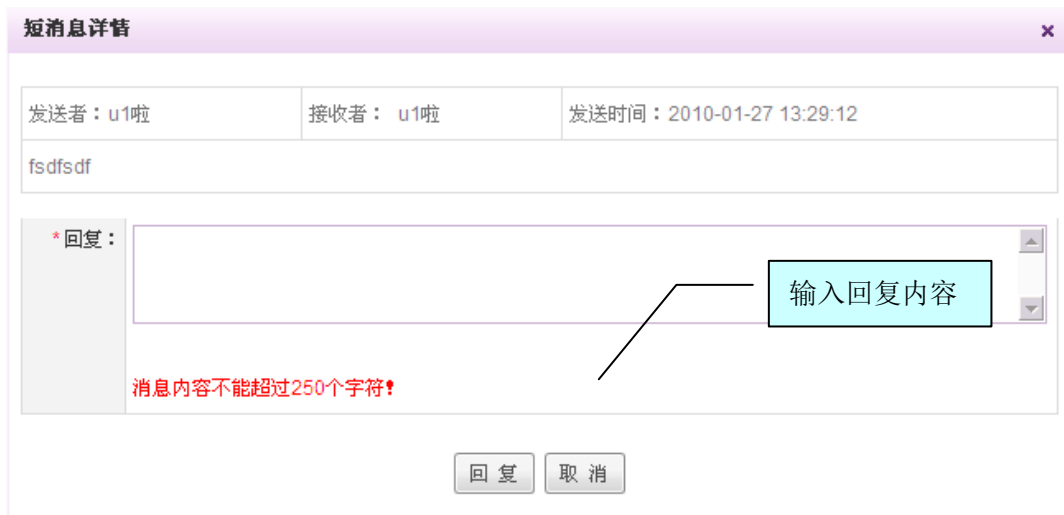 短消息详情
发送者：u1啦 接收者： u1啦 发送时间：2010-01-27 13:29:12
fsdfsdf
*回复：
输入回复内容
消息内容不能超过250个字符！
回 复 取 消